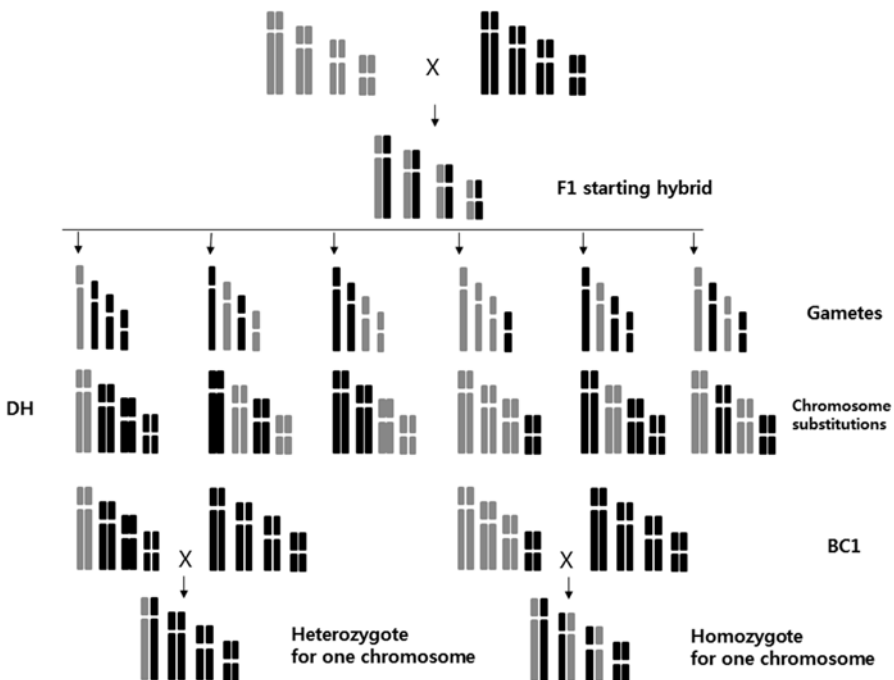 X
F1 starting hybrid
Gametes
DH
Chromosome
substitutions
BC1
X
X
Heterozygote
for one chromosome
Homozygote
for one chromosome